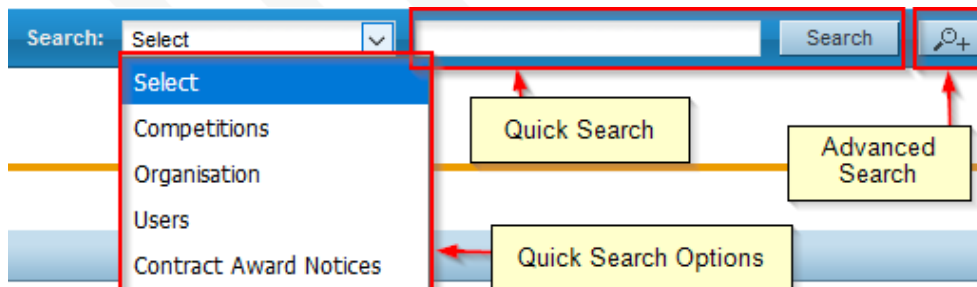 Search: Select Search
Select
Competitions
Quick Search
Advanced
Search
Organisation
Users
Quick Search Options
Contract Award Notices